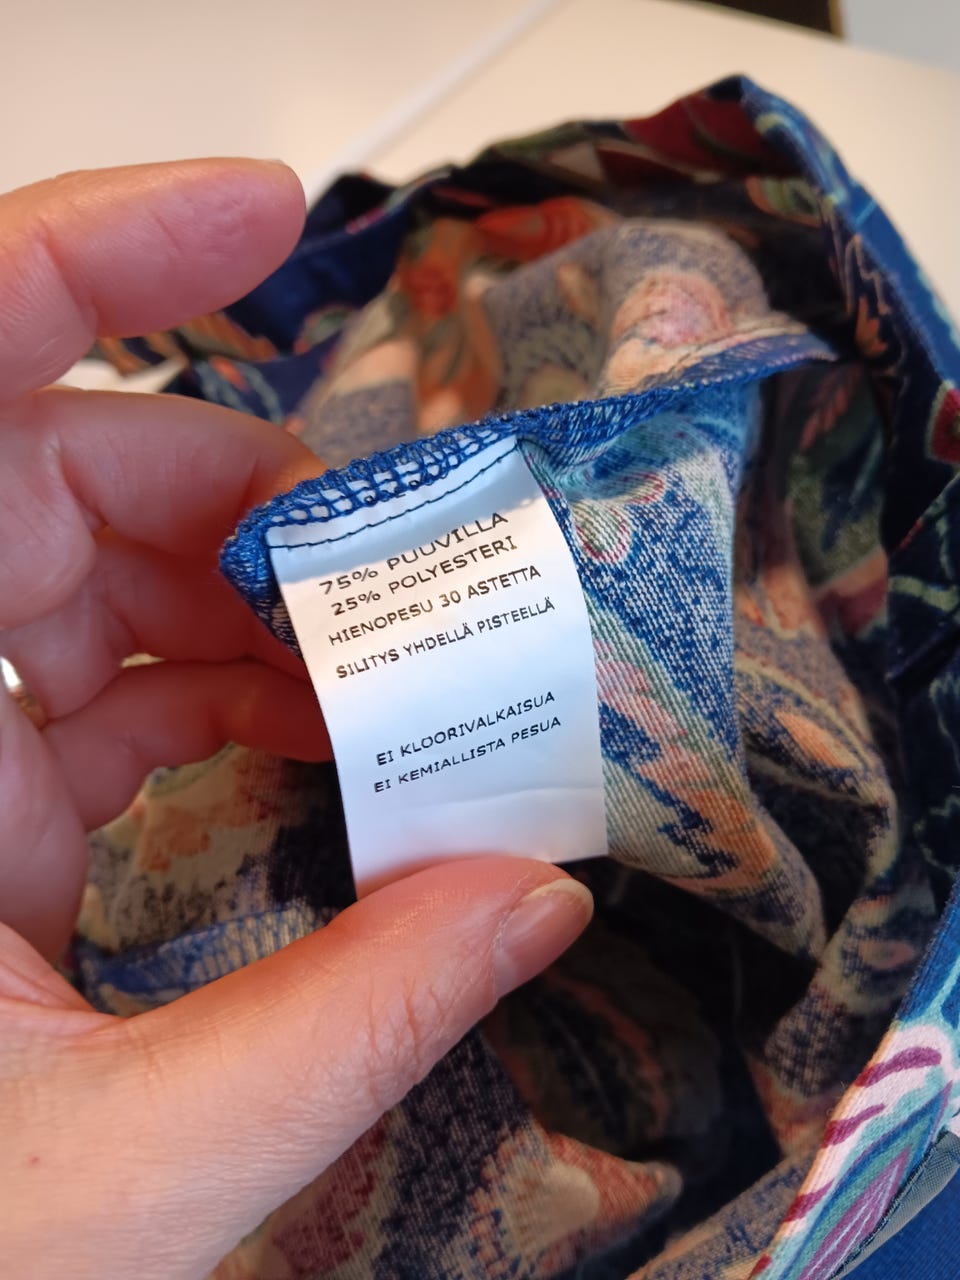 75% PUUVILLA
25% POLYESTERI
HIENOPESU 30 ASTETTA
SILITYS YHDELLÄ PISTEELLÄ
EI KLOORIVALKAISUA
EI KEMIALLISTA PESUA